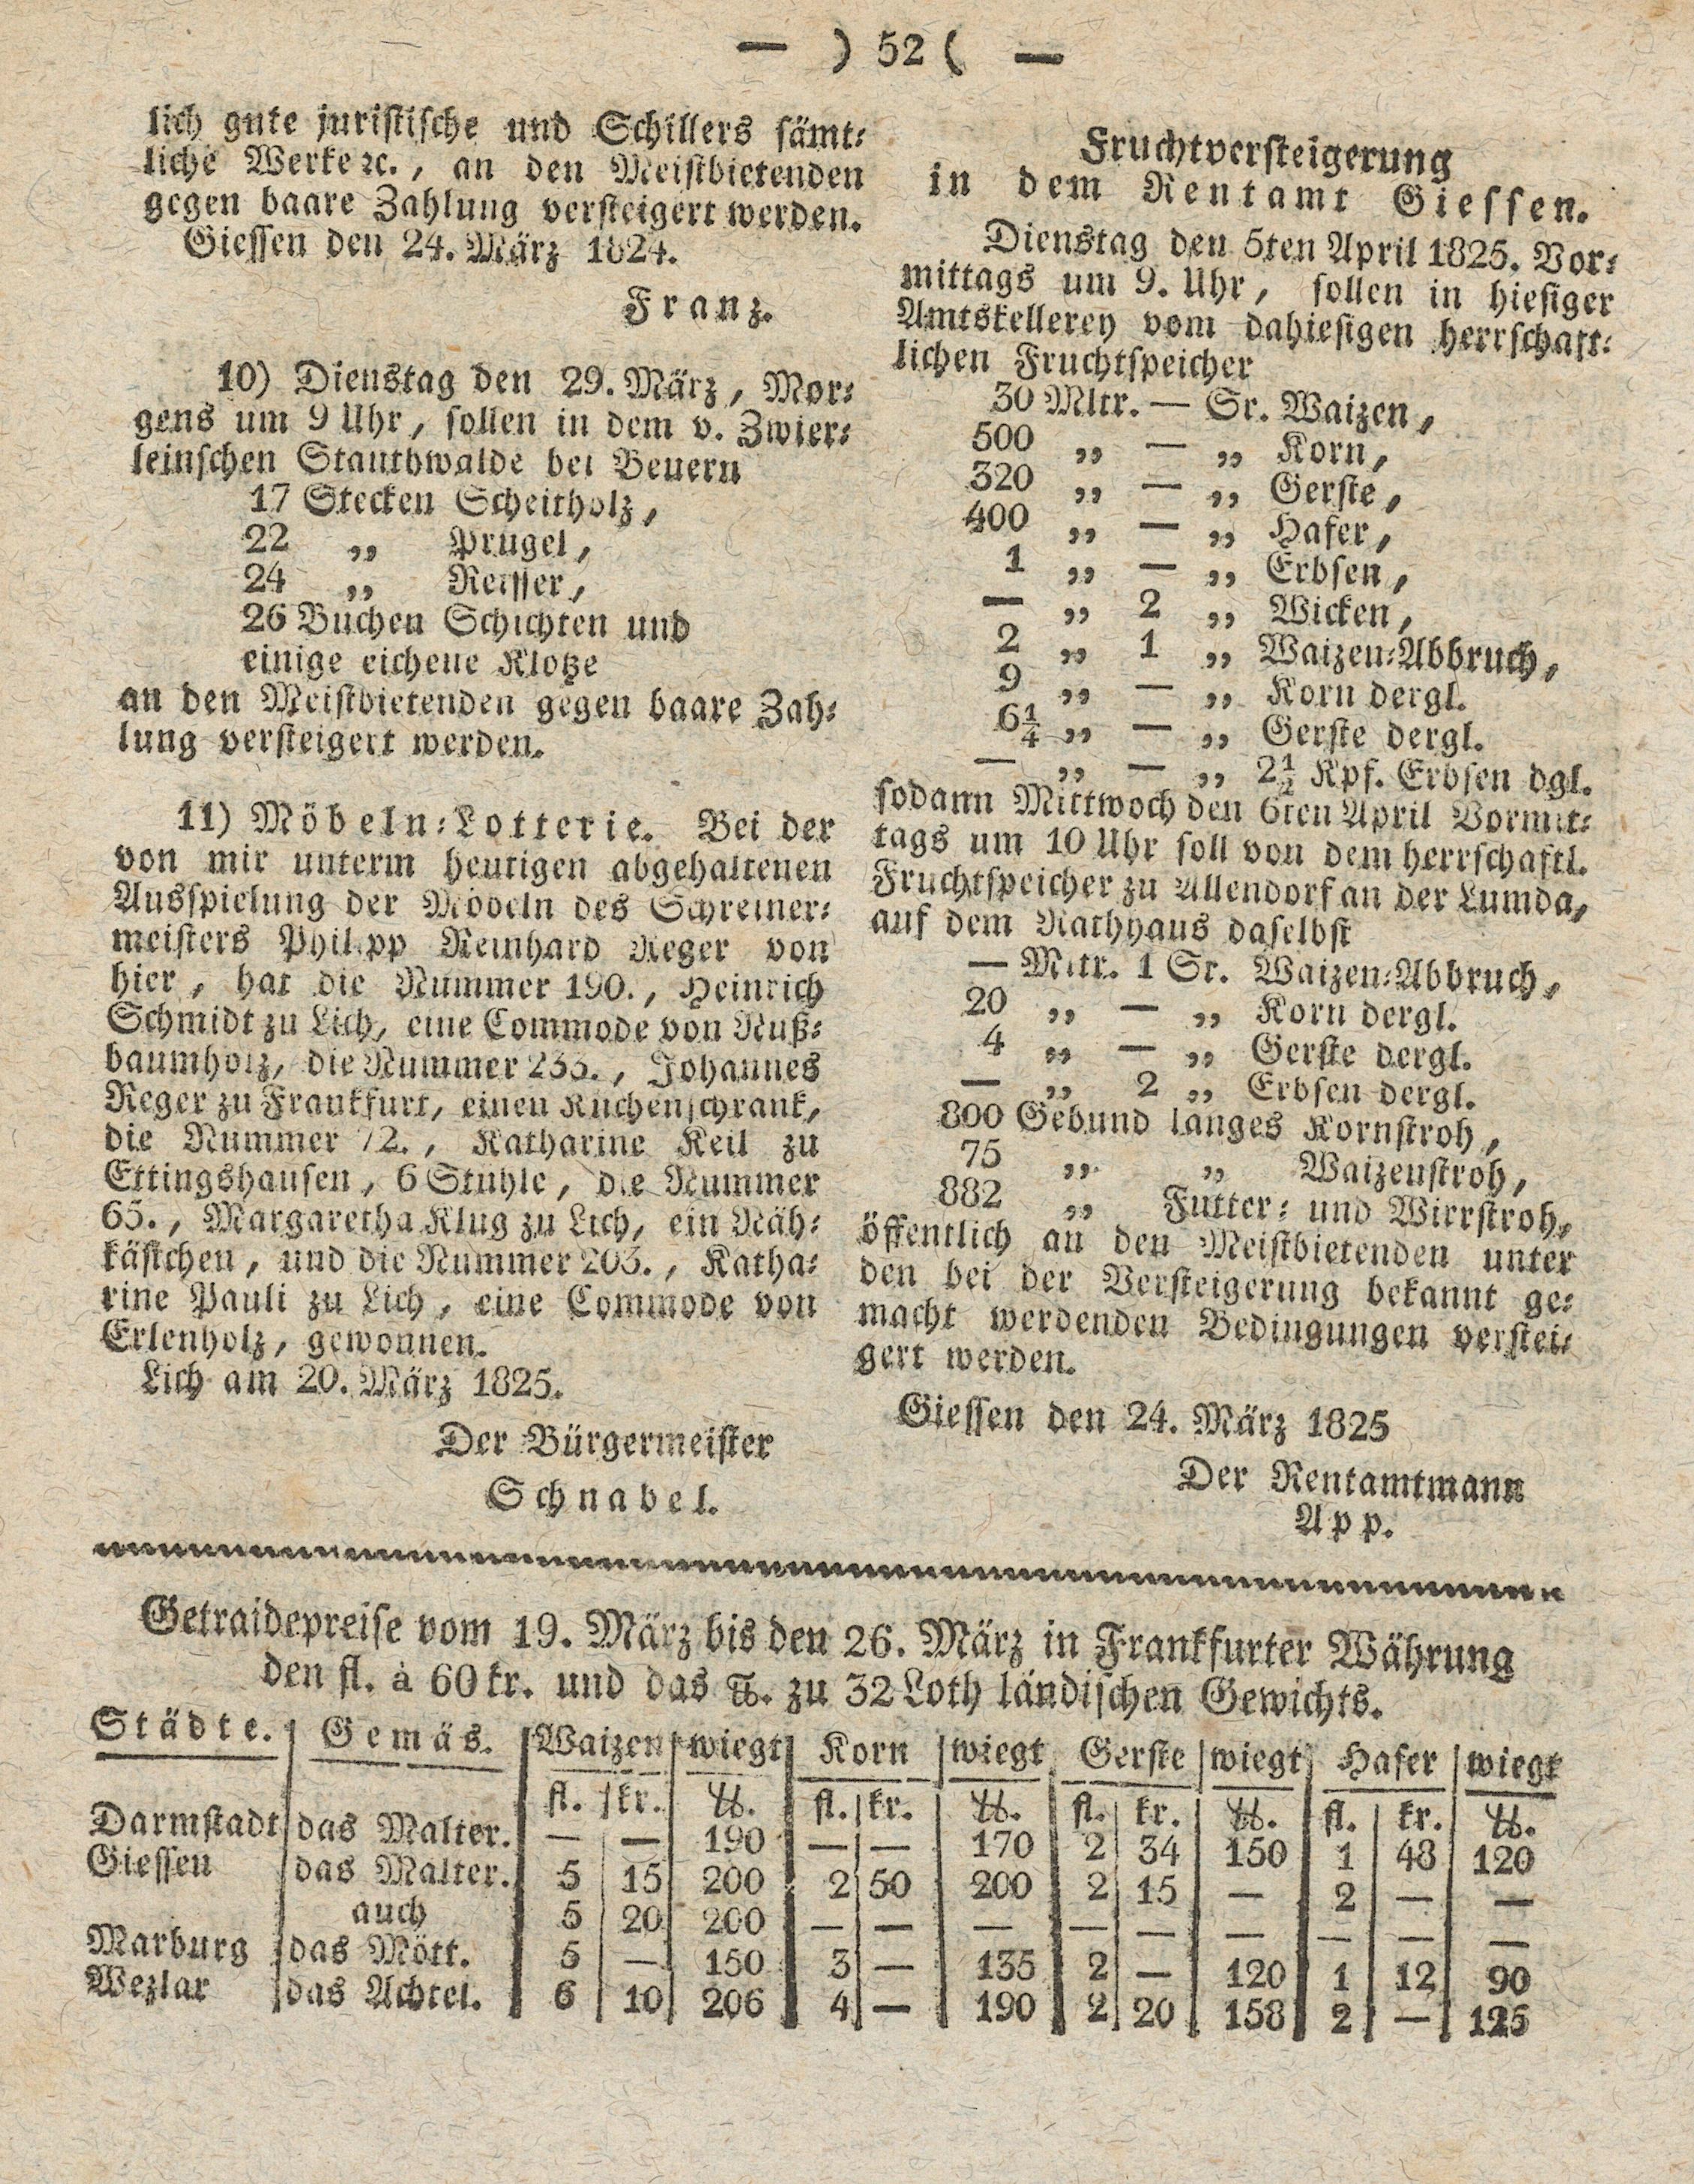 — ) 52 ( —
lich gute juristische und Schillers sämt-
liche Werke ꝛc., an den Meistbietenden
gegen baare Zahlung versteigert werden.
Giessen den 24. März 1824.
Franz.
10) Dienstag den 29. März, Mor-
gens um 9 Uhr, sollen in dem v. Zwier-
leinschen Stauthwalde bei Beuern
17 Stecken Scheitholz,
22 „ Prugel,
24 „ Reisser,
26 Buchen Schichten und
einige eichene Klotze
an den Meistbietenden gegen baare Zah-
lung versteigert werden.
11) Möbeln-Lotterie. Bei der
von mir unterm heutigen abgehaltenen
Ausspielung der Möbeln des Schreiner-
meisters Philipp Reinhard Reger von
hier, hat die Nummer 190., Heinrich
Schmidt zu Lich, eine Commode von Nuß-
baumholz, die Nummer 233., Johannes
Reger zu Frankfurt, einen Kuchenschrank,
die Nummer 72., Katharine Keil zu
Ettingshausen, 6 Stuhle, die Nummer
65., Margaretha Klug zu Lich, ein Näh-
kästchen, und die Nummer 203., Katha-
rine Pauli zu Lich, eine Commode von
Erlenholz, gewonnen.
Lich am 20. März 1825.
Der Bürgermeister
Schnabel.
Fruchtversteigerung
in dem Rentamt Giessen.
Dienstag den 5ten April 1825. Vor-
mittags um 9. Uhr, sollen in hiesiger
Amtskellerey vom dahiesigen herrschaft-
lichen Fruchtspeicher
30 Mltr. — Sr. Waizen,
500 „ — „ Korn,
320 „ — „ Gerste,
400 „ — „ Hafer,
1 „ — „ Erbsen,
— „ 2 „ Wicken,
2 „ 1 „ Waizen-Abbruch,
9 „ — „ Korn dergl.
6¼ „ — „ Gerste dergl.
— „ — „ 2½ Kpf. Erbsen dgl.
sodann Mittwoch den 6ten April Vormit-
tags um 10 Uhr soll von dem herrschaftl.
Fruchtspeicher zu Allendorf an der Lumda,
auf dem Rathhaus daselbst
— Mltr. 1 Sr. Waizen-Abbruch,
20 „ — „ Korn dergl.
4 „ — „ Gerste dergl.
— „ 2 „ Erbsen dergl.
800 Gebund langes Kornstroh,
75 „ „ Waizenstroh,
882 „ Futter- und Wirrstroh,
öffentlich an den Meistbietenden unter
den bei der Versteigerung bekannt ge-
macht werdenden Bedingungen verstei-
gert werden.
Giessen den 24. März 1825
Der Rentamtmann
App.
Getraidepreise vom 19. März bis den 26. März in Frankfurter Währung
den fl. à 60 kr. und das ℔. zu 32 Loth ländischen Gewichts.
Städte. Gemäs. Waizen wiegt Korn wiegt Gerste wiegt Hafer wiegt
fl. kr. ℔. fl. kr. ℔. fl. kr. ℔. fl. kr. ℔.
Darmstadt das Malter. — — 190 — — 170 2 34 150 1 48 120
Giessen das Malter. 5 15 200 2 50 200 2 15 — 2 — —
auch 5 20 200 — — — — — — — — —
Marburg das Mött. 5 — 150 3 — 135 2 — 120 1 12 90
Wezlar das Achtel. 6 10 206 4 — 190 2 20 158 2 — 125